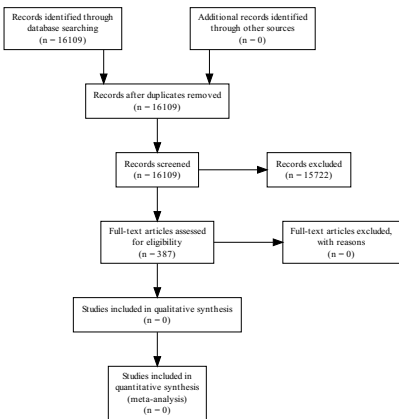 Records identified through
database searching
(n = 16109)
Additional records identified
through other sources
(n = 0)
Records after duplicates removed
(n = 16109)
Records screened
(n = 16109)
Records excluded
(n = 15722)
Full-text articles assessed
for eligibility
(n = 387)
Full-text articles excluded,
with reasons
(n = 0)
Studies included in qualitative synthesis
(n = 0)
Studies included in
quantitative synthesis
(meta-analysis)
(n = 0)